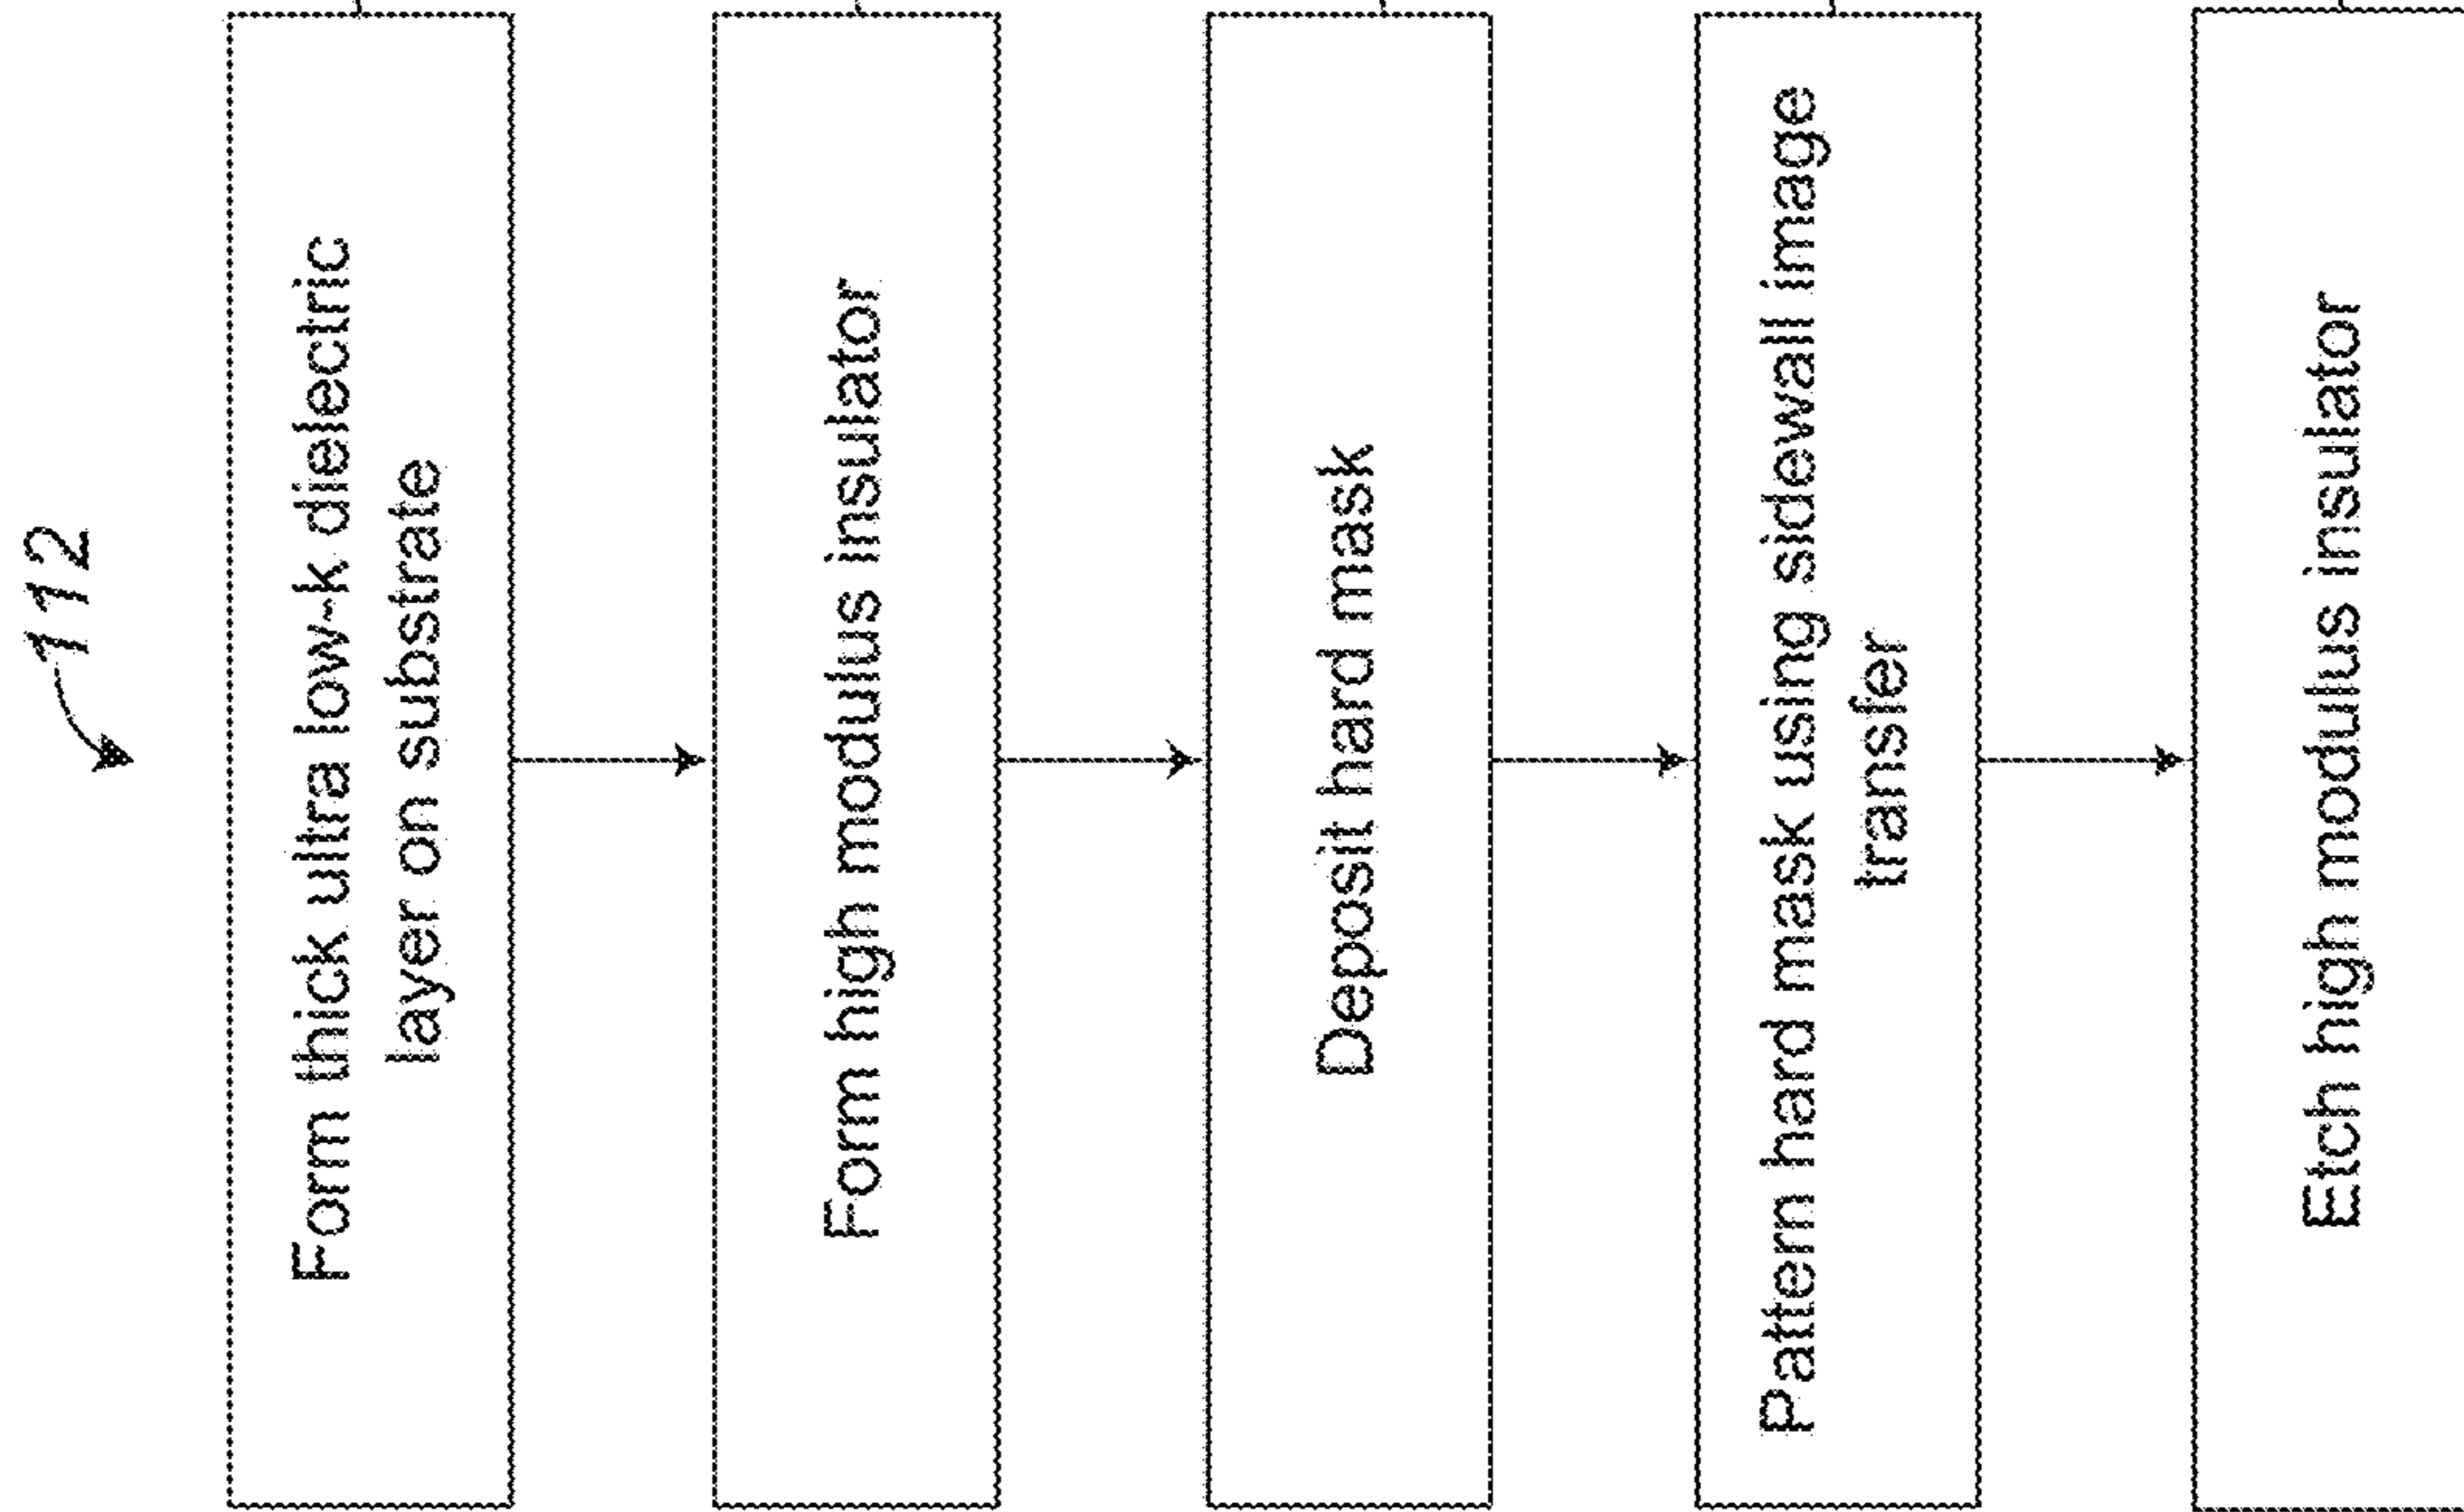 112
Form thick ultra low-k dielectric
layer on substrate
Form high modulus insulator
Deposit hard mask
Pattern hard mask using sidewall image
transfer
Etch high modulus insulator